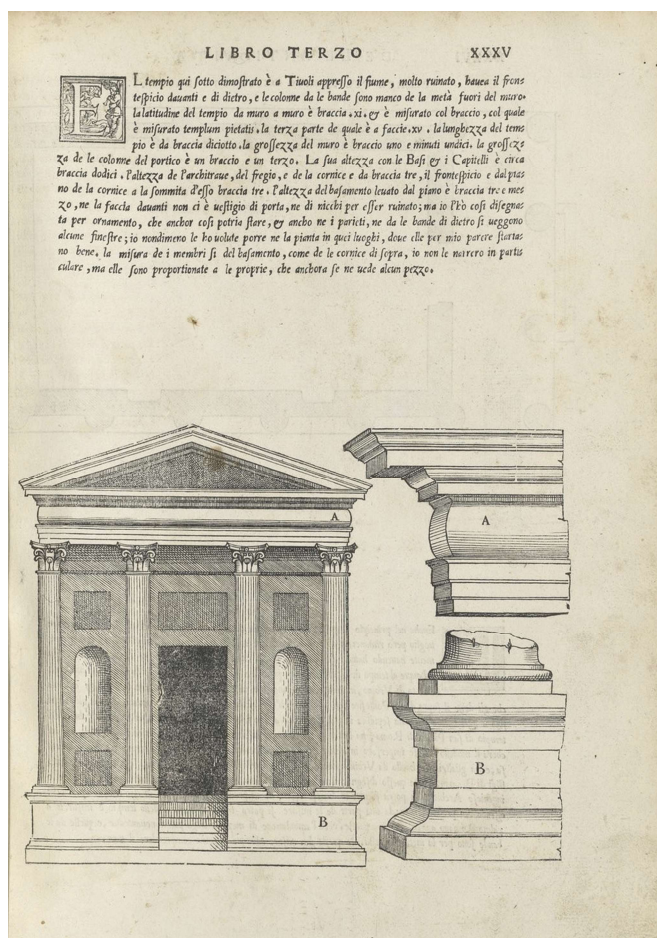 LIBRO TERZO XXXV
EL tempio qui sotto dimostrato è a Tiuoli appresso il fiume, molto ruinato, hauea il frons
tespicio dauanti e di dietro, e le colonne da le bande sono manco de la metà fuori del muro.
la latitudine del tempio da muro a muro è braccia .xi. & è misurato col braccio, col quale
è misurato templum pietatis. la terza parte de quale è a faccie .xv . la lunghezza del tem
pio è da braccia diciotto. la grossezza del muro è braccio uno e minuti undici. la grossez
za de le colonne del portico è un braccio e un terzo. La sua altezza con le Basi & i Capitelli è circa
braccia dodici . l'altezza de l'architraue, del fregio, e de la cornice e da braccia tre, il frontespicio e dal pia
no de la cornice a la sommita d'esso braccia tre . l'altezza del basamento leuato dal piano è braccia tre e mez
zo, ne la faccia dauanti non ci è uestigio di porta, ne di nicchi per esser ruinato; ma io l'ho cosi disegna
ta per ornamento, che anchor cosi potria stare, & ancho ne i parieti, ne da le bande di dietro si ueggono
alcune finestre; io nondimeno le ho uolute porre ne la pianta in quei luoghi, doue elle per mio parere starïa
no bene. la misura de i membri si del basamento, come de le cornice di sopra, io non le narrero in parti
culare, ma elle sono proportionate a le proprie, che anchora se ne uede alcun pezzo.
A
A
B
B